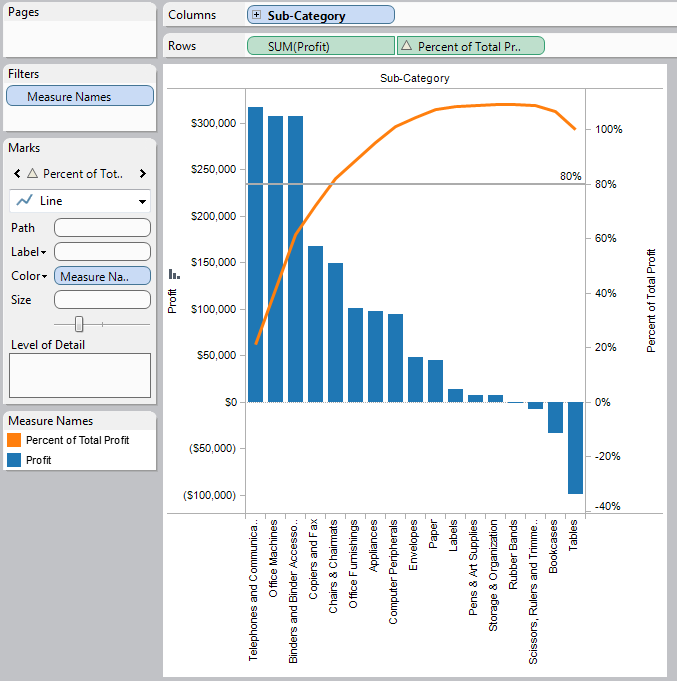 Pages
Columns
Sub-Category
Rows
SUM(Profit)
Percent of Total Pr..
Filters
Measure Names
Marks
Percent of Tot..
Line
Path
Label
Color
Measure Na..
Size
Level of Detail
Measure Names
Percent of Total Profit
Profit
Sub-Category
$300,000
$250,000
$200,000
$150,000
$100,000
$50,000
$0
($50,000)
($100,000)
Profit
80%
100%
80%
60%
40%
20%
0%
-20%
-40%
Percent of Total Profit
Telephones and Communica..
Office Machines
Binders and Binder Accesso..
Copiers and Fax
Chairs & Chairmats
Office Furnishings
Appliances
Computer Peripherals
Envelopes
Paper
Labels
Pens & Art Supplies
Storage & Organization
Rubber Bands
Scissors, Rulers and Trimme..
Bookcases
Tables